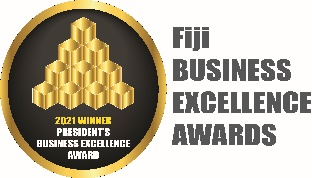 2021 WINNER
PRESIDENT'S
BUSINESS EXCELLENCE
AWARD
Fiji
BUSINESS
EXCELLENCE
AWARDS